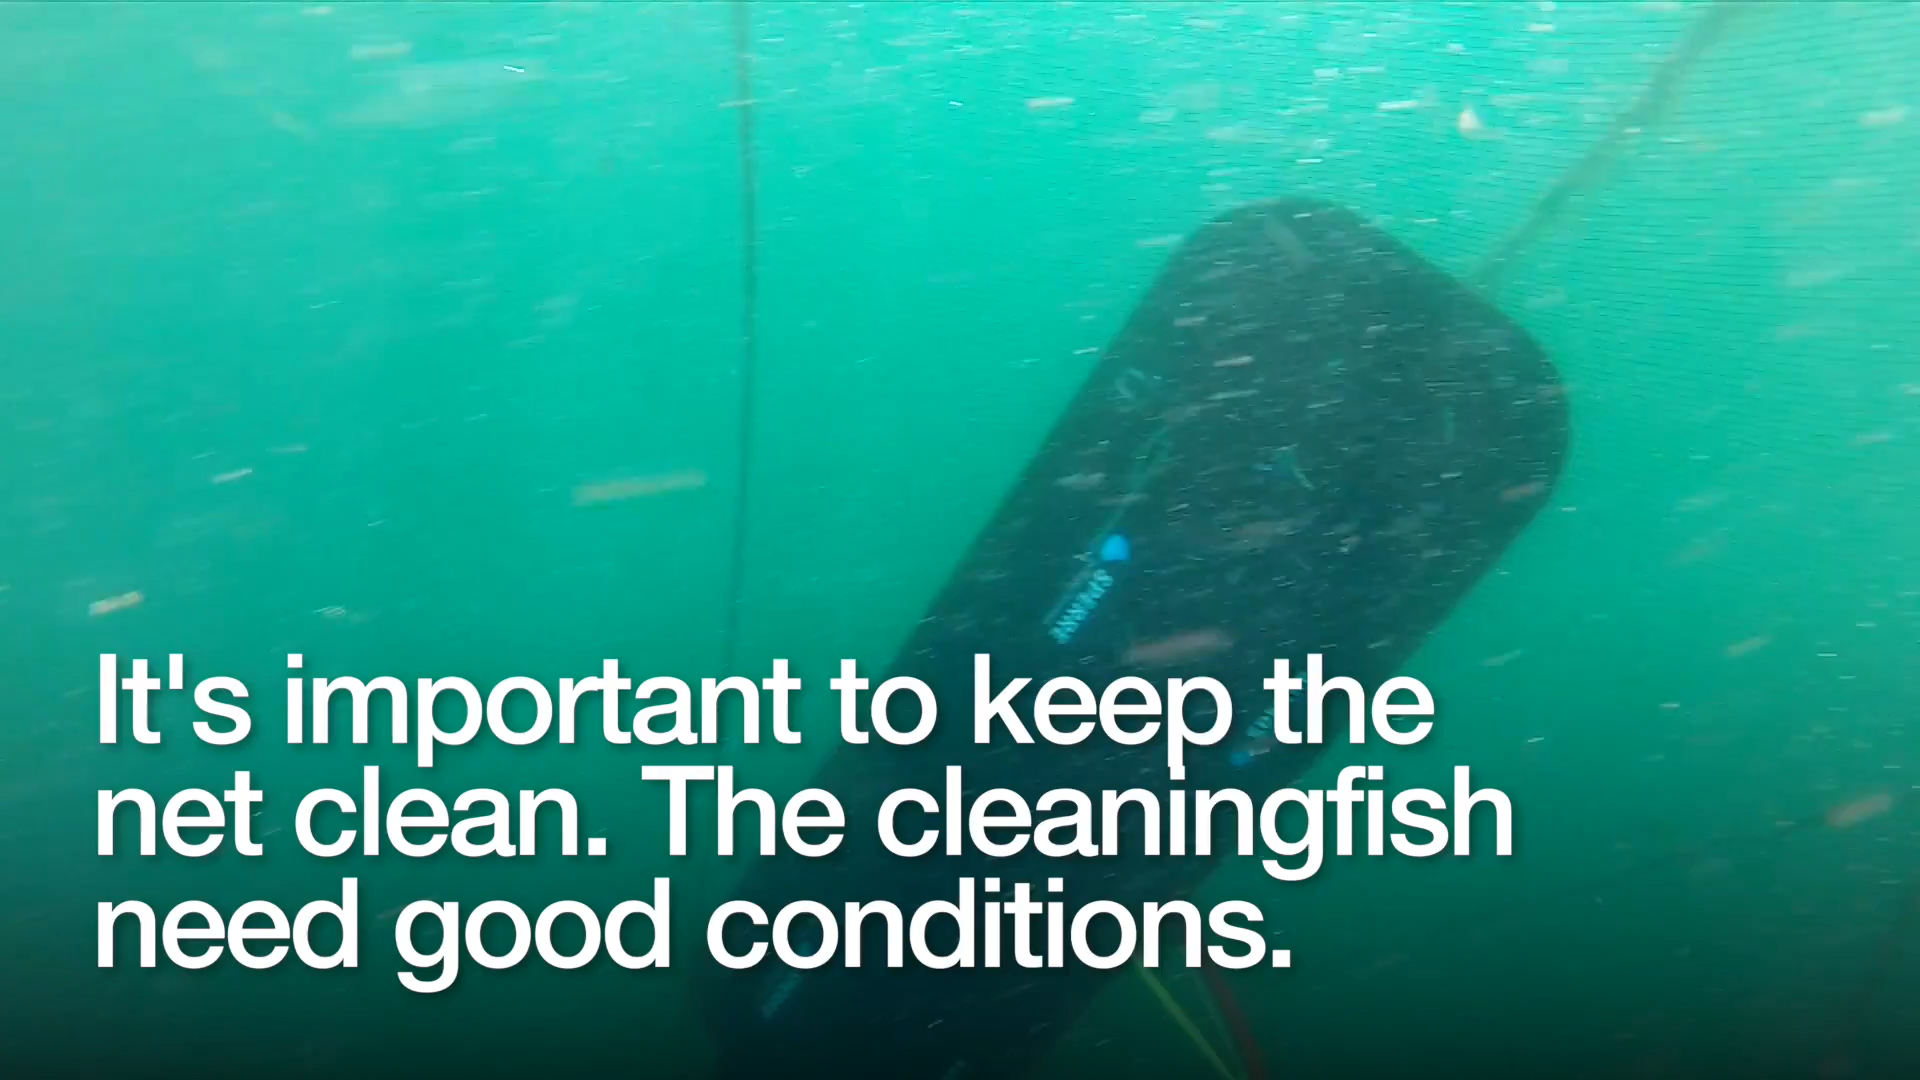 It's important to keep the
net clean. The cleaningfish
need good conditions.